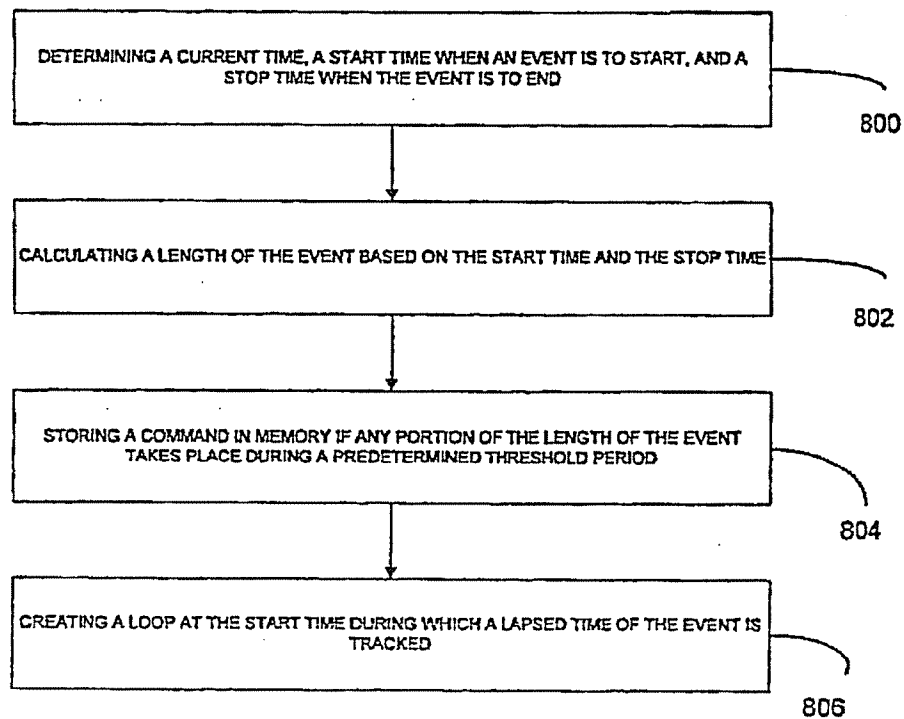 DETERMINING A CURRENT TIME, A START TIME WHEN AN EVENT IS TO START, AND A
STOP TIME WHEN THE EVENT IS TO END
800
CALCULATING A LENGTH OF THE EVENT BASED ON THE START TIME AND THE STOP TIME
802
STORING A COMMAND IN MEMORY IF ANY PORTION OF THE LENGTH OF THE EVENT
TAKES PLACE DURING A PREDETERMINED THRESHOLD PERIOD
804
CREATING A LOOP AT THE START TIME DURING WHICH A LAPSED TIME OF THE EVENT IS
TRACKED
806